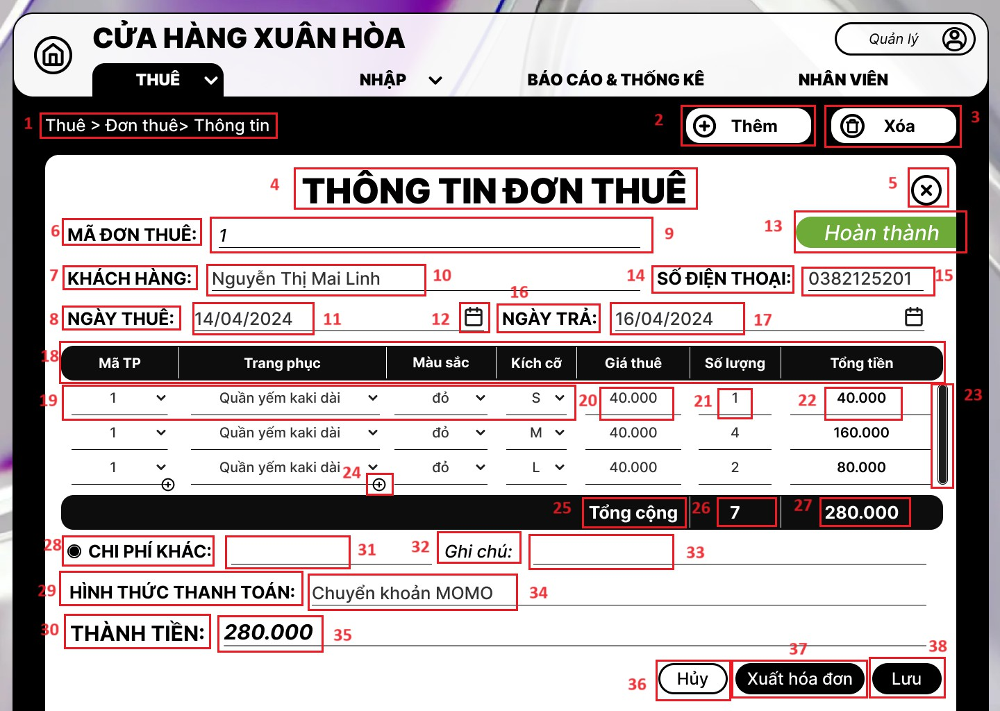 CỬA HÀNG XUÂN HÒA
Quản lý
THUÊ NHẬP BÁO CÁO & THỐNG KÊ NHÂN VIÊN
1 Thuê > Đơn thuê> Thông tin 2 Thêm Xóa 3
4 THÔNG TIN ĐƠN THUÊ 5
6 MÃ ĐƠN THUÊ: 1 9 13 Hoàn thành
7 KHÁCH HÀNG: Nguyễn Thị Mai Linh 10 14 SỐ ĐIỆN THOẠI: 0382125201 15
16
8 NGÀY THUÊ: 14/04/2024 11 12 NGÀY TRẢ: 16/04/2024 17
18 Mã TP Trang phục Màu sắc Kích cỡ Giá thuê Số lượng Tổng tiền
19 1 Quần yếm kaki dài đỏ S 20 40.000 21 1 22 40.000 23
1 Quần yếm kaki dài đỏ M 40.000 4 160.000
1 Quần yếm kaki dài đỏ L 40.000 2 80.000
24
25 Tổng cộng 26 7 27 280.000
28 CHI PHÍ KHÁC: 31 32 Ghi chú: 33
29 HÌNH THỨC THANH TOÁN: Chuyển khoản MOMO 34
30 THÀNH TIỀN: 280.000 35
37 38
36 Hủy Xuất hóa đơn Lưu